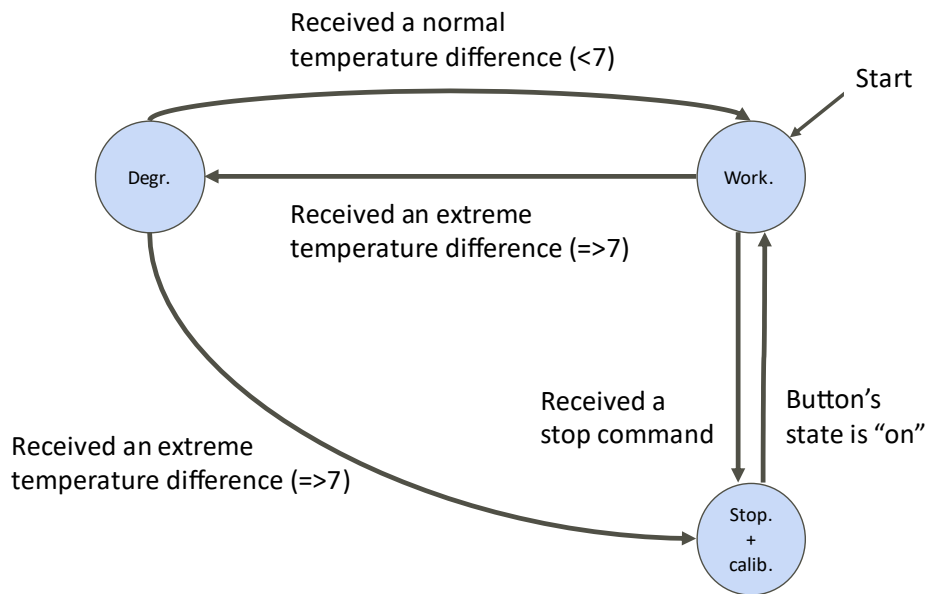 Received a normal
temperature difference (<7)
Start
Degr.
Work.
Received an extreme
temperature difference (=>7)
Received a
stop command
Button's
state is “on”
Received an extreme
temperature difference (=>7)
Stop.
+
calib.